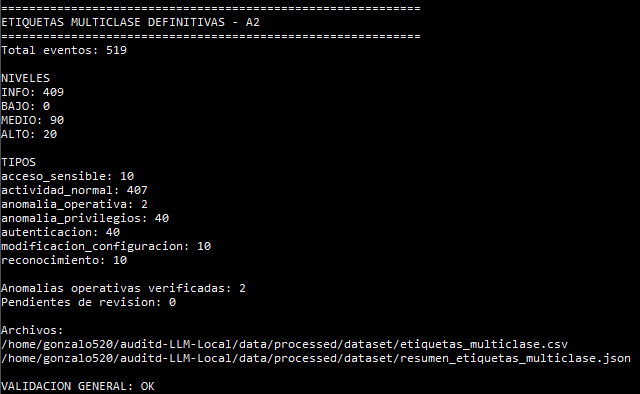 ============================================================
ETIQUETAS MULTICLASE DEFINITIVAS - A2
============================================================
Total eventos: 519
NIVELES
INFO: 409
BAJO: 0
MEDIO: 90
ALTO: 20
TIPOS
acceso_sensible: 10
actividad_normal: 407
anomalia_operativa: 2
anomalia_privilegios: 40
autenticacion: 40
modificacion_configuracion: 10
reconocimiento: 10
Anomalias operativas verificadas: 2
Pendientes de revision: 0
Archivos:
/home/gonzalo520/auditd-LLM-Local/data/processed/dataset/etiquetas_multiclase.csv
/home/gonzalo520/auditd-LLM-Local/data/processed/dataset/resumen_etiquetas_multiclase.json
VALIDACION GENERAL: OK